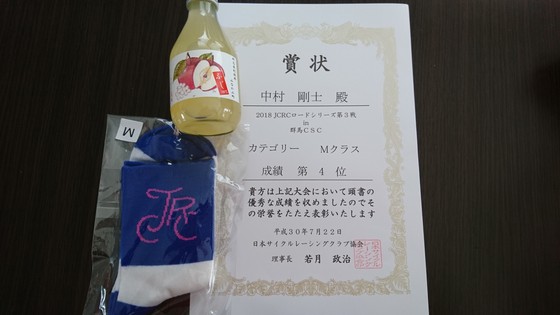 賞状
中村 剛士 殿
2018 JCRCロードシリーズ第3戦
in
群馬CSC
カテゴリー Mクラス
成績 第 4 位
貴方は上記大会において頭書の
優秀な成績を収めましたのでそ
の栄誉をたたえ表彰いたします
平成30年7月22日
日本サイクルレーシングクラブ協会
理事長 若月 政治
M
JCRC